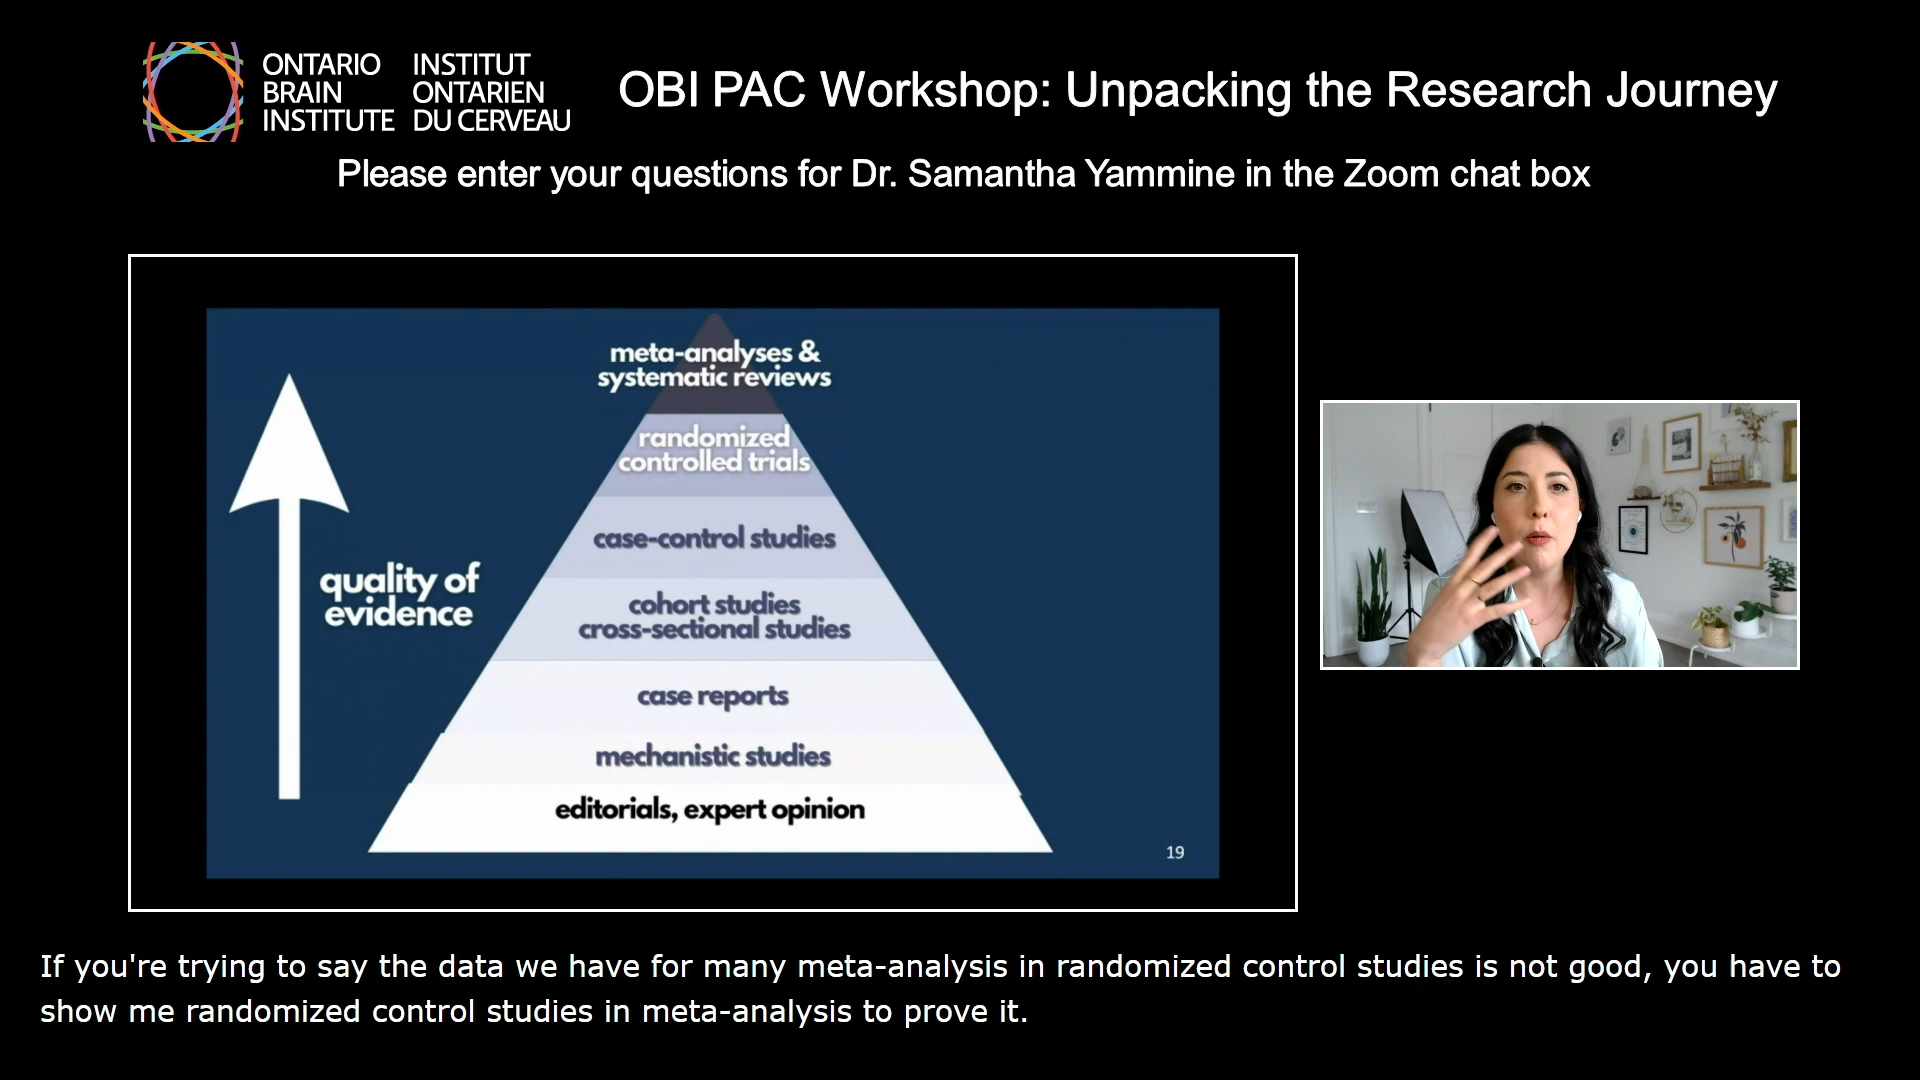 ONTARIO
BRAIN
INSTITUTE
INSTITUT
ONTARIEN
DU CERVEAU
OBI PAC Workshop: Unpacking the Research Journey
Please enter your questions for Dr. Samantha Yammine in the Zoom chat box
meta-analyses &
systematic reviews
randomized
controlled trials
case-control studies
cohort studies
cross-sectional studies
case reports
mechanistic studies
editorials, expert opinion
quality of
evidence
19
If you're trying to say the data we have for many meta-analysis in randomized control studies is not good, you have to
show me randomized control studies in meta-analysis to prove it.